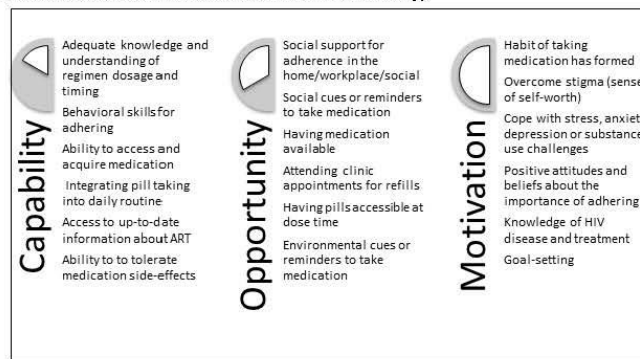 Capability
Adequate knowledge and
understanding of
regimen dosage and
timing
Behavioral skills for
adhering
Ability to access and
acquire medication
Integrating pill taking
into daily routine
Access to up-to-date
information about ART
Ability to to tolerate
medication side-effects
Opportunity
Social support for
adherence in the
home/workplace/social
Social cues or reminders
to take medication
Having medication
available
Attending clinic
appointments for refills
Having pills accessible at
dose time
Environmental cues or
reminders to take
medication
Motivation
Habit of taking
medication has formed
Overcome stigma (sense
of self-worth)
Cope with stress, anxiet
depression or substance
use challenges
Positive attitudes and
beliefs about the
importance of adhering
Knowledge of HIV
disease and treatment
Goal-setting